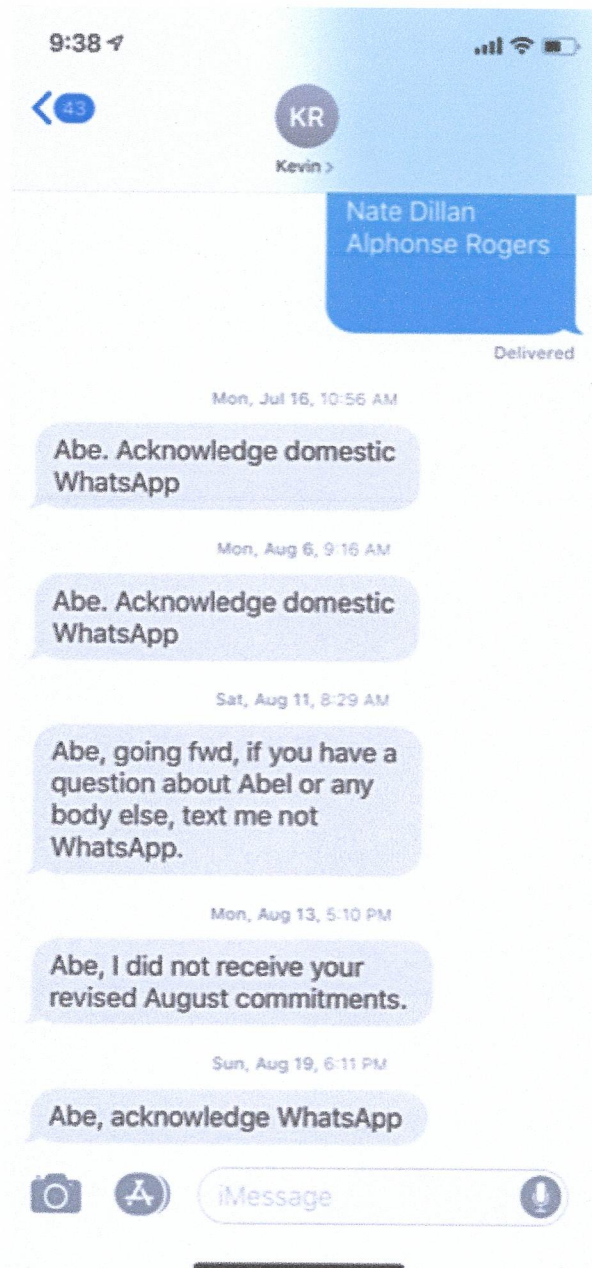 9:38
43
KR
Kevin >
Nate Dillan
Alphonse Rogers
Delivered
Mon, Jul 16, 10:56 AM
Abe. Acknowledge domestic
WhatsApp
Mon, Aug 6, 9:16 AM
Abe. Acknowledge domestic
WhatsApp
Sat, Aug 11, 8:29 AM
Abe, going fwd, if you have a
question about Abel or any
body else, text me not
WhatsApp.
Mon, Aug 13, 5:10 PM
Abe, I did not receive your
revised August commitments.
Sun, Aug 19, 6:11 PM
Abe, acknowledge WhatsApp
iMessage